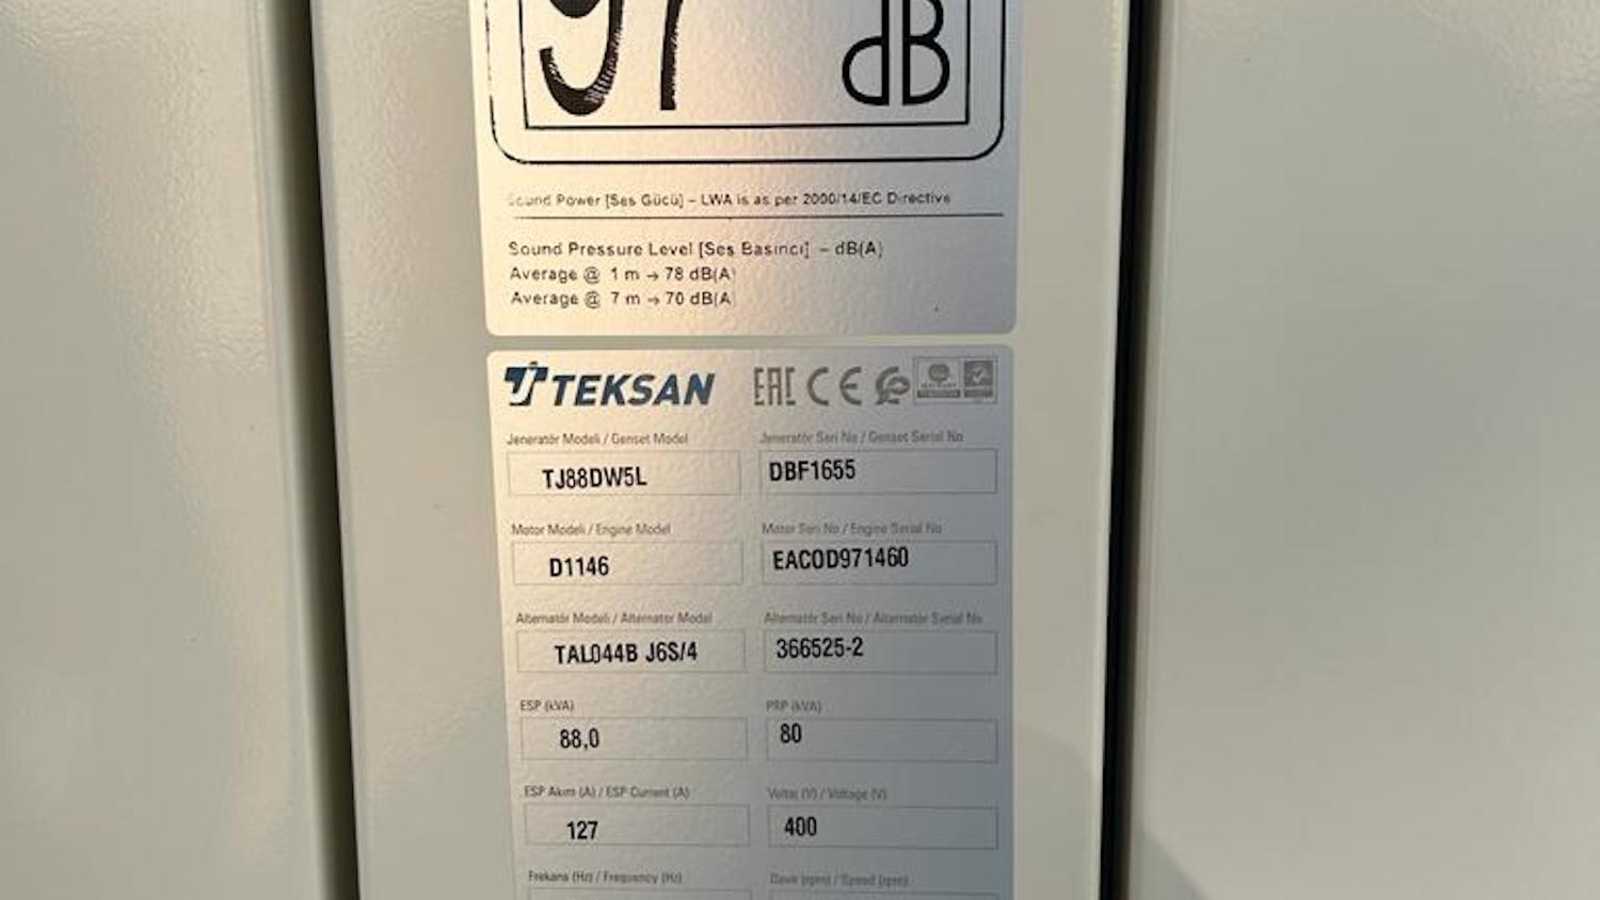 97 dB
Sound Power [Ses Gücü] – LWA is as per 2000/14/EC Directive
Sound Pressure Level [Ses Basıncı] – dB(A)
Average @ 1 m → 78 dB(A)
Average @ 7 m → 70 dB(A)
TEKSAN EAC CE
Jeneratör Modeli / Genset Model Jeneratör Seri No / Genset Serial No
TJ88DW5L DBF1655
Motor Modeli / Engine Model Motor Seri No / Engine Serial No
D1146 EACOD971460
Alternatör Modeli / Alternator Model Alternatör Seri No / Alternator Serial No
TAL044B J6S/4 366525-2
ESP (kVA) PRP (kVA)
88,0 80
ESP Akım (A) / ESP Current (A) Voltaj (V) / Voltage (V)
127 400
Frekans (Hz) / Frequency (Hz) Devir (rpm) / Speed (rpm)